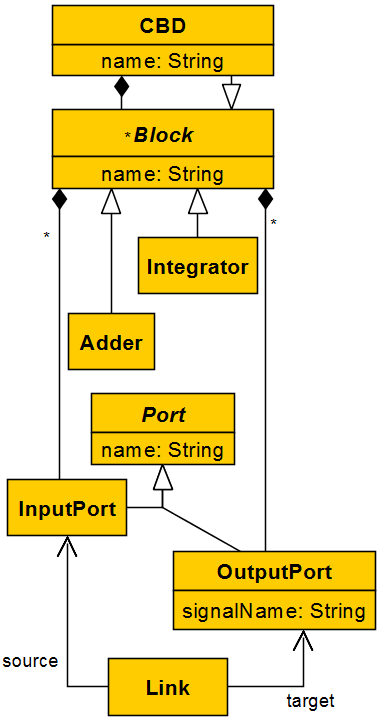 CBD
name: String
*Block
name: String
*
*
Integrator
Adder
Port
name: String
InputPort
OutputPort
signalName: String
source
Link
target